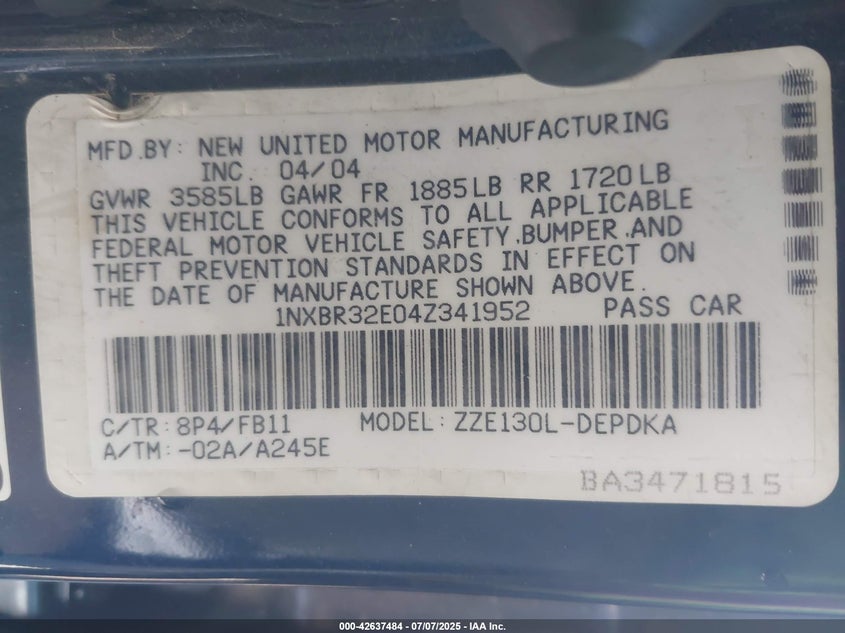 MFD.BY: NEW UNITED MOTOR MANUFACTURING
INC. 04/04
GVWR 3585LB GAWR FR 1885LB RR 1720LB
THIS VEHICLE CONFORMS TO ALL APPLICABLE
FEDERAL MOTOR VEHICLE SAFETY,BUMPER,AND
THEFT PREVENTION STANDARDS IN EFFECT ON
THE DATE OF MANUFACTURE SHOWN ABOVE.
1NXBR32E04Z341952 PASS CAR
C/TR: 8P4/FB11 MODEL: ZZE130L-DEPDKA
A/TM: -02A/A245E
BA3471815
000-42637484 - 07/07/2025 - IAA Inc.